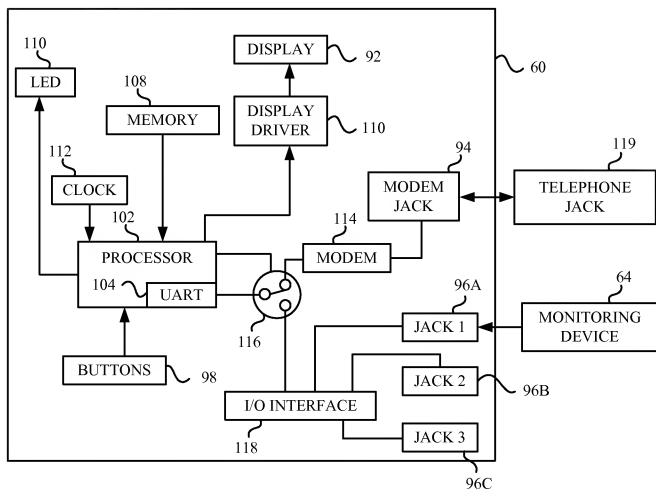 110
LED
DISPLAY
92
60
108
MEMORY
DISPLAY
DRIVER
110
112
CLOCK
94
MODEM
JACK
119
TELEPHONE
JACK
102
PROCESSOR
114
MODEM
104
UART
116
96A
JACK 1
64
MONITORING
DEVICE
BUTTONS
98
JACK 2
96B
I/O INTERFACE
118
JACK 3
96C